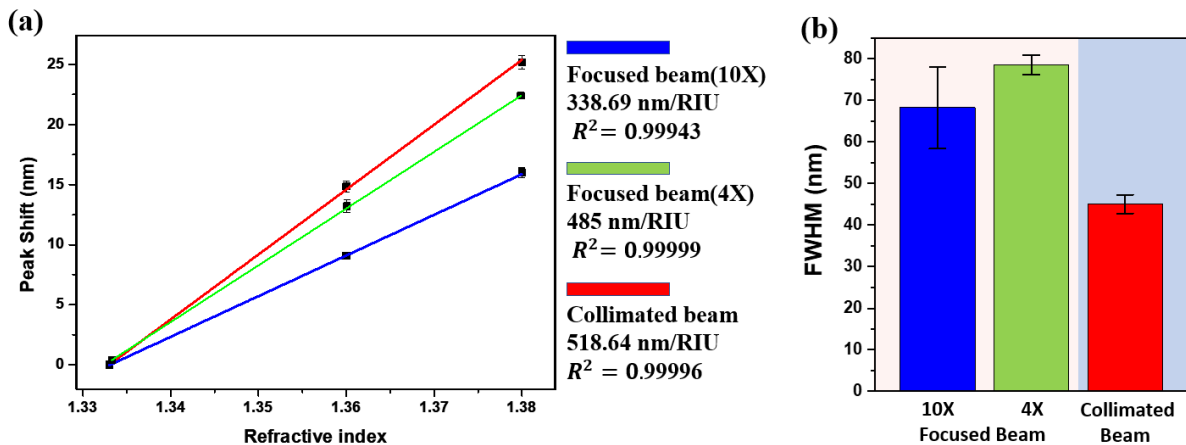 (a)
25
20
15
10
5
0
Peak Shift (nm)
1.33 1.34 1.35 1.36 1.37 1.38
Refractive index
Focused beam(10X)
338.69 nm/RIU
R² = 0.99943
Focused beam(4X)
485 nm/RIU
R² = 0.99999
Collimated beam
518.64 nm/RIU
R² = 0.99996
(b)
80
70
60
50
40
30
20
10
0
FWHM (nm)
10X 4X Collimated
Focused Beam Beam